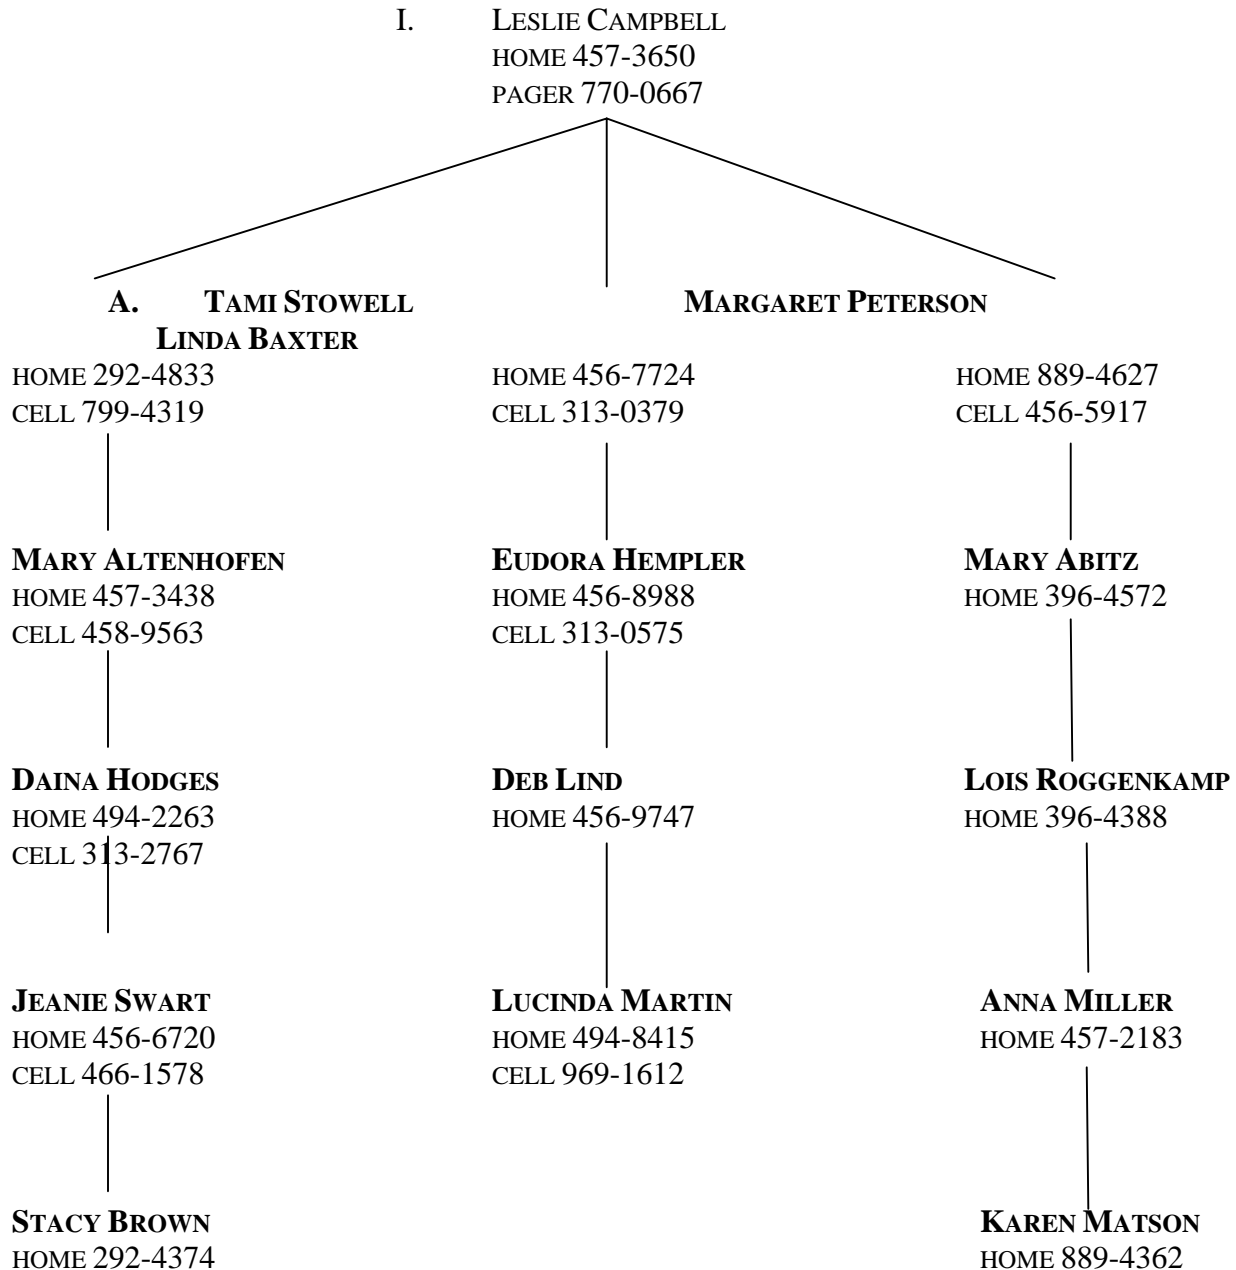 I. LESLIE CAMPBELL
HOME 457-3650
PAGER 770-0667
A. TAMI STOWELL MARGARET PETERSON
LINDA BAXTER
HOME 292-4833 HOME 456-7724 HOME 889-4627
CELL 799-4319 CELL 313-0379 CELL 456-5917
MARY ALTENHOFEN EUDORA HEMPLER MARY ABITZ
HOME 457-3438 HOME 456-8988 HOME 396-4572
CELL 458-9563 CELL 313-0575
DAINA HODGES DEB LIND LOIS ROGGENKAMP
HOME 494-2263 HOME 456-9747 HOME 396-4388
CELL 313-2767
JEANIE SWART LUCINDA MARTIN ANNA MILLER
HOME 456-6720 HOME 494-8415 HOME 457-2183
CELL 466-1578 CELL 969-1612
STACY BROWN KAREN MATSON
HOME 292-4374 HOME 889-4362